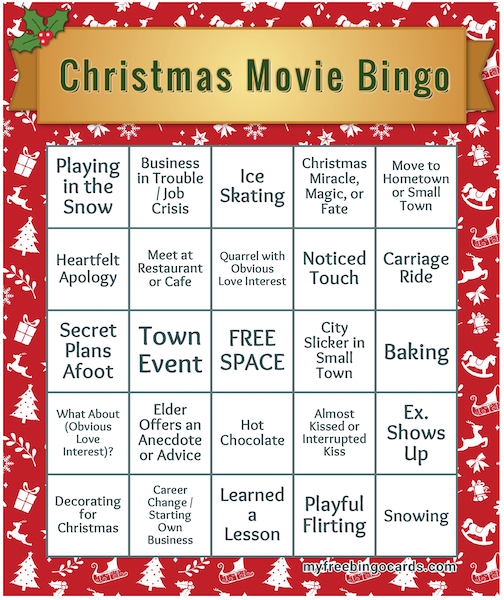 Christmas Movie Bingo
Playing
in the
Snow
Business
in Trouble
/ Job
Crisis
Ice
Skating
Christmas
Miracle,
Magic, or
Fate
Move to
Hometown
or Small
Town
Heartfelt
Apology
Meet at
Restaurant
or Cafe
Quarrel with
Obvious
Love Interest
Noticed
Touch
Carriage
Ride
Secret
Plans
Afoot
Town
Event
FREE
SPACE
City
Slicker in
Small
Town
Baking
What About
(Obvious
Love
Interest)?
Elder
Offers an
Anecdote
or Advice
Hot
Chocolate
Almost
Kissed or
Interrupted
Kiss
Ex.
Shows
Up
Decorating
for
Christmas
Career
Change /
Starting
Own
Business
Learned
a
Lesson
Playful
Flirting
Snowing
myfreebingocards.com